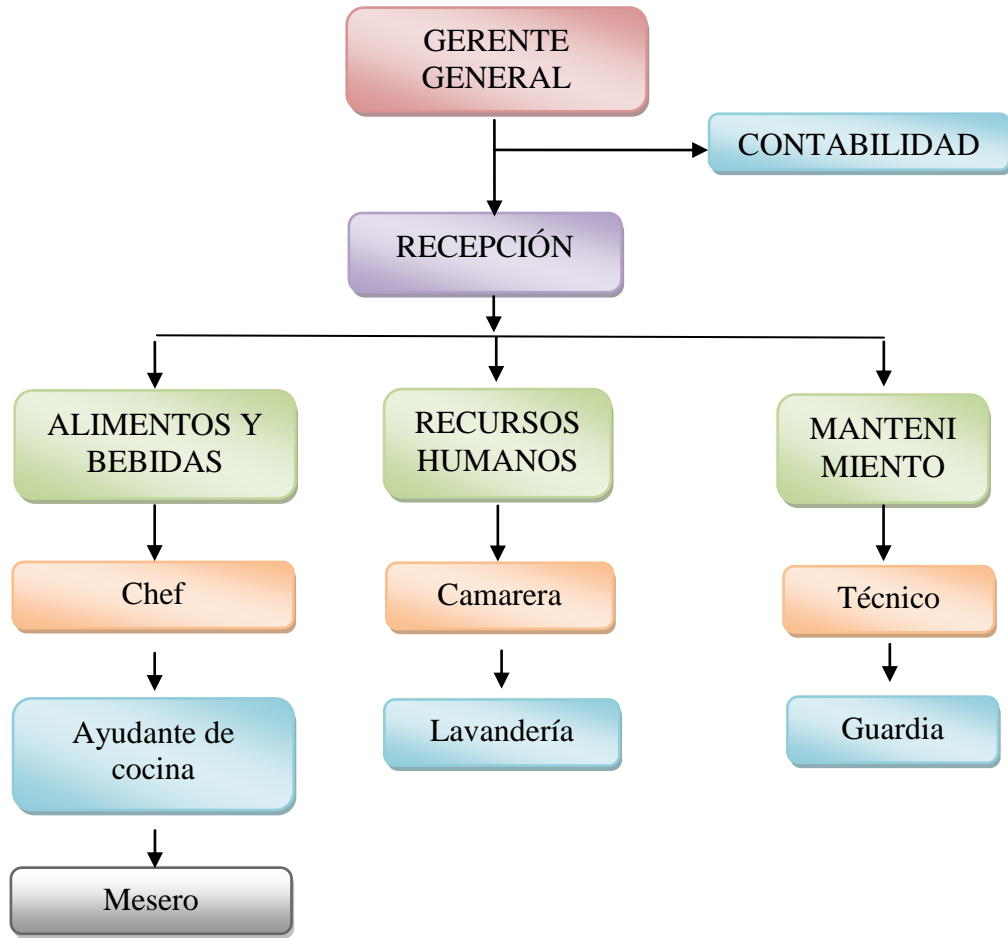 GERENTE
GENERAL
CONTABILIDAD
RECEPCIÓN
ALIMENTOS Y
BEBIDAS
RECURSOS
HUMANOS
MANTENI
MIENTO
Chef
Camarera
Técnico
Ayudante de
cocina
Lavandería
Guardia
Mesero